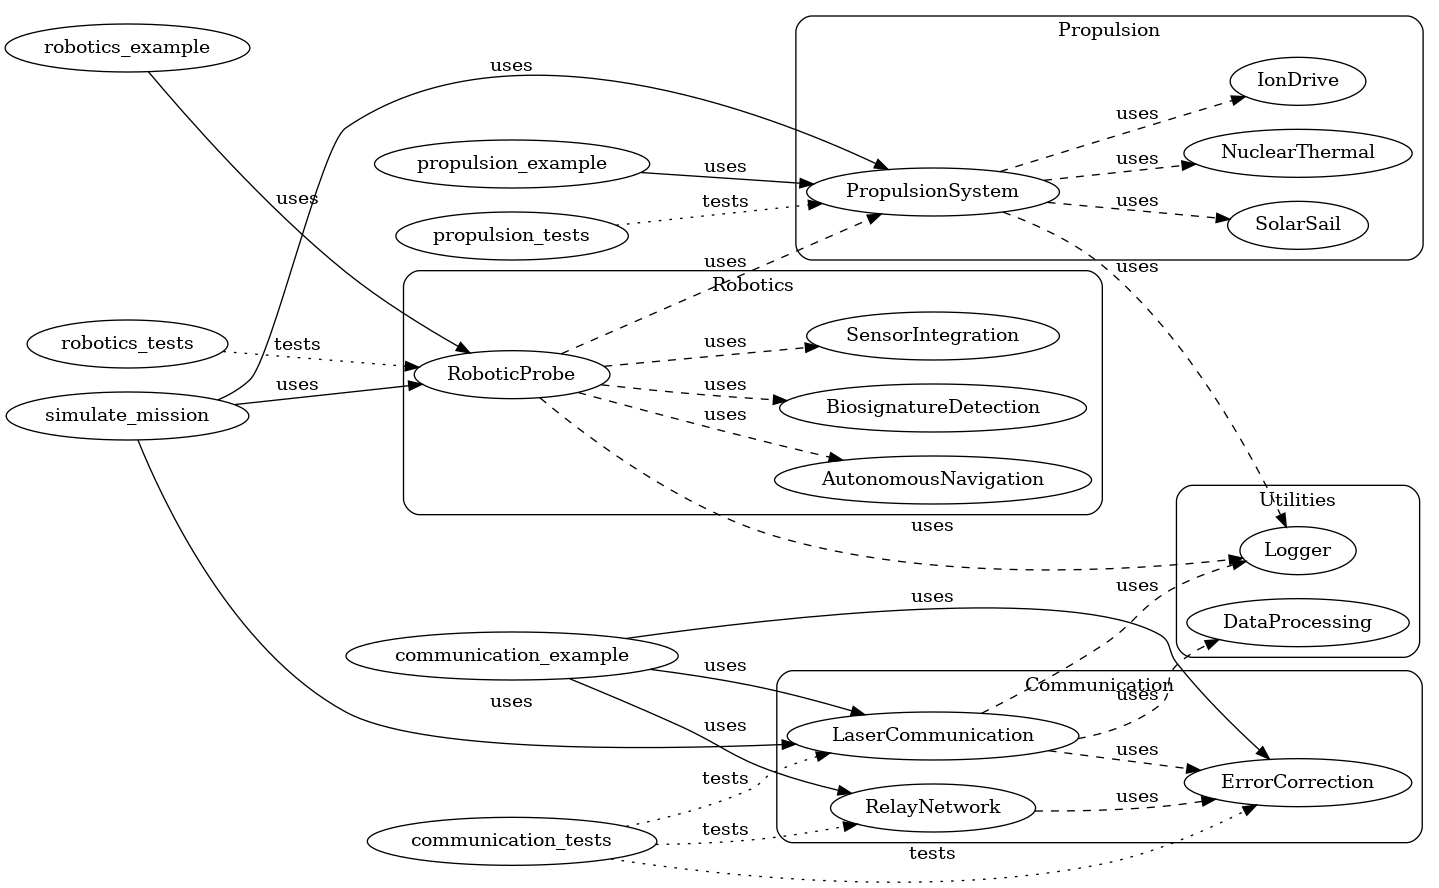 Propulsion
robotics_example
uses
IonDrive
uses
propulsion_example
uses
uses
NuclearThermal
PropulsionSystem
uses
tests
uses
SolarSail
propulsion_tests
uses
uses
Robotics
robotics_tests
tests
SensorIntegration
uses
RoboticProbe
uses
uses
BiosignatureDetection
simulate_mission
uses
AutonomousNavigation
Utilities
uses
Logger
uses
uses
DataProcessing
communication_example
uses
Communication
uses
uses
uses
LaserCommunication
uses
tests
ErrorCorrection
uses
RelayNetwork
tests
communication_tests
tests